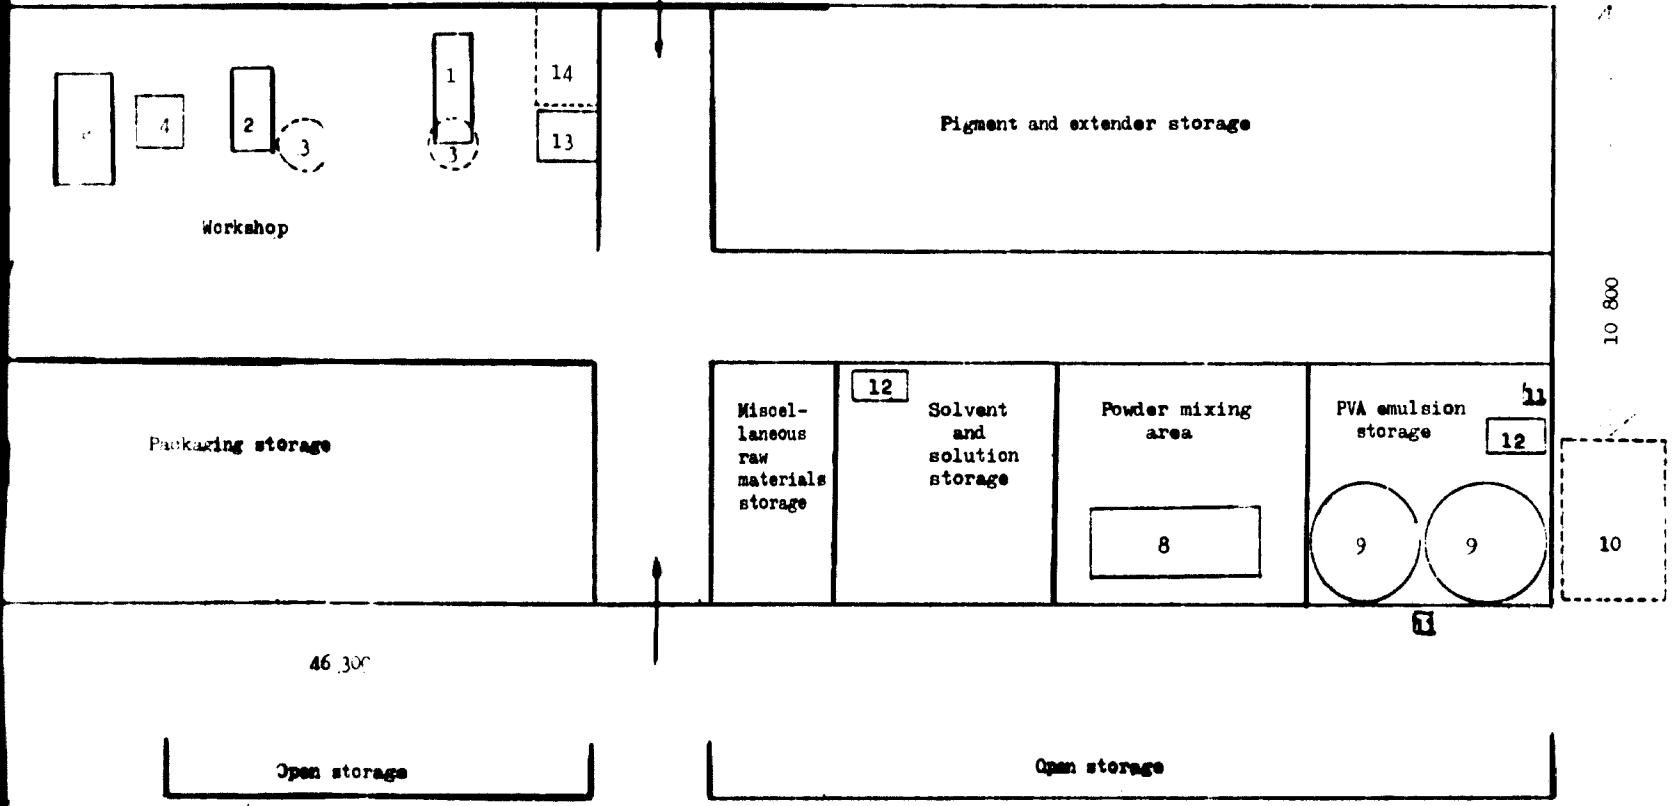 1
14
4
2
3
3
13
Pigment and extender storage
Workshop
10 800
12
11
Miscel-
laneous
raw
materials
storage
Solvent
and
solution
storage
Powder mixing
area
PVA emulsion
storage
12
Packaging storage
8
9
9
10
46 300
Open storage
Open storage